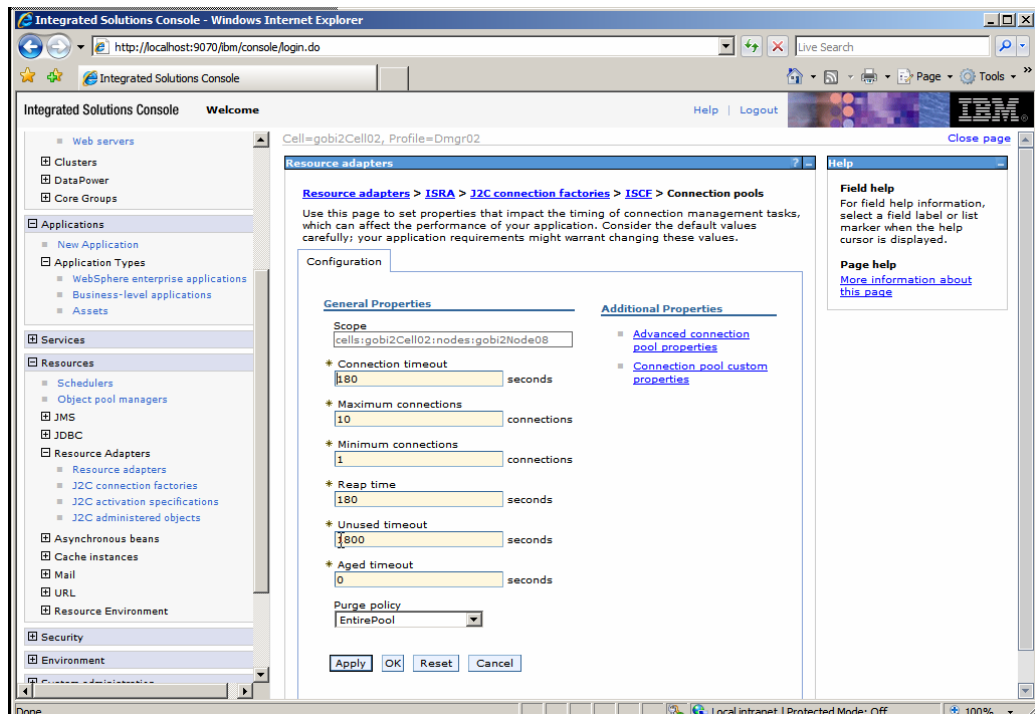 Integrated Solutions Console - Windows Internet Explorer
http://localhost:9070/ibm/console/login.do
Live Search
Integrated Solutions Console
Page
Tools
Integrated Solutions Console Welcome
Help | Logout
IBM
Web servers
Clusters
DataPower
Core Groups
Applications
New Application
Application Types
WebSphere enterprise applications
Business-level applications
Assets
Services
Resources
Schedulers
Object pool managers
JMS
JDBC
Resource Adapters
Resource adapters
J2C connection factories
J2C activation specifications
J2C administered objects
Asynchronous beans
Cache instances
Mail
URL
Resource Environment
Security
Environment
Custom administration
Cell=gobi2Cell02, Profile=Dmgr02
Close page
Resource adapters
Resource adapters > ISRA > J2C connection factories > ISCF > Connection pools
Use this page to set properties that impact the timing of connection management tasks,
which can affect the performance of your application. Consider the default values
carefully; your application requirements might warrant changing these values.
Configuration
General Properties
Scope
cells:gobi2Cell02:nodes:gobi2Node08
* Connection timeout
180 seconds
* Maximum connections
10 connections
* Minimum connections
1 connections
* Reap time
180 seconds
* Unused timeout
1800 seconds
* Aged timeout
0 seconds
Purge policy
EntirePool
Apply OK Reset Cancel
Additional Properties
Advanced connection
pool properties
Connection pool custom
properties
? -
Help
Field help
For field help information,
select a field label or list
marker when the help
cursor is displayed.
Page help
More information about
this page
Done
Local intranet | Protected Mode: Off
100%